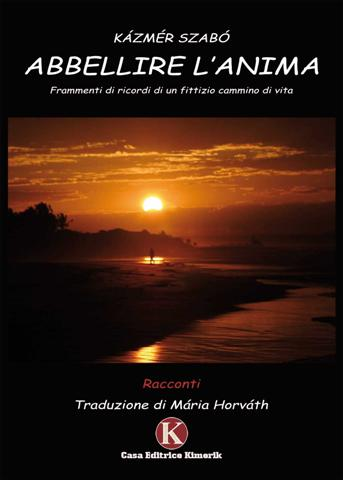 KÁZMÉR SZABÓ
ABBELLIRE L'ANIMA
Frammenti di ricordi di un fittizio cammino di vita
Racconti
Traduzione di Mária Horváth
K
Casa Editrice Kimerik